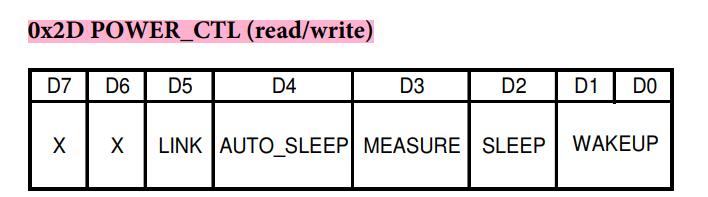 0x2D POWER_CTL (read/write)
D7 D6 D5 D4 D3 D2 D1 D0
X X LINK AUTO_SLEEP MEASURE SLEEP WAKEUP